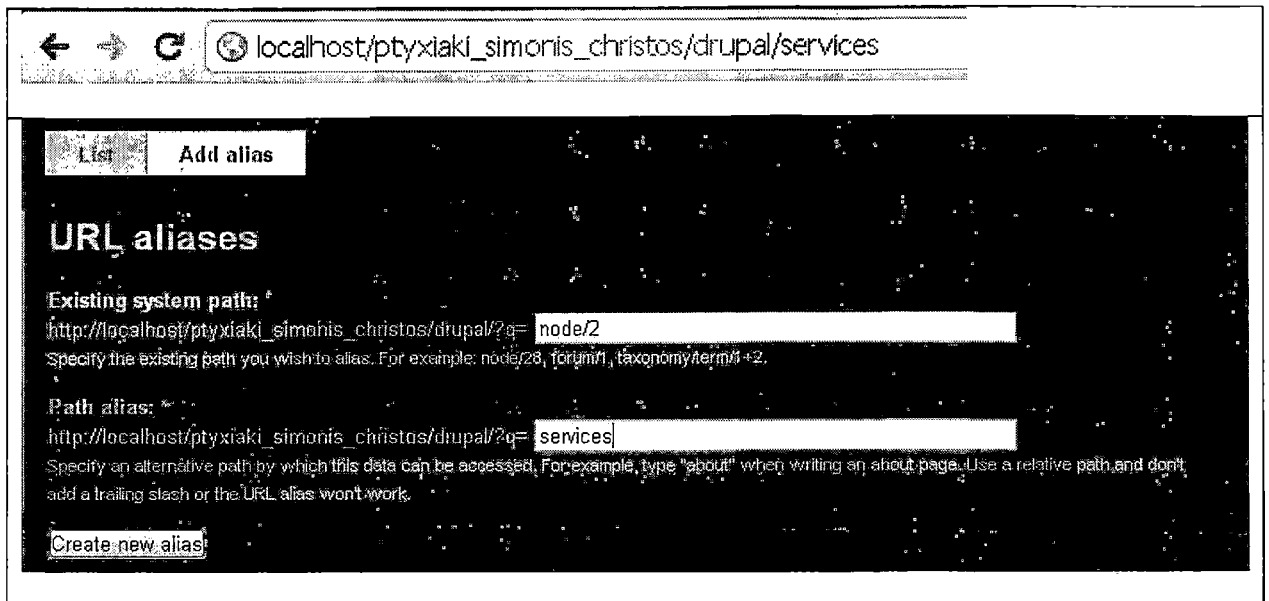 localhost/ptyxiaki_simonis_christos/drupal/services
List Add alias
URL aliases
Existing system path: *
http://localhost/ptyxiaki_simonis_christos/drupal/?q= node/2
Specify the existing path you wish to alias. For example: node/28, forum/1, taxonomy/term/1+2.
Path alias: *
http://localhost/ptyxiaki_simonis_christos/drupal/?q= services
Specify an alternative path by which this data can be accessed. For example, type "about" when writing an about page. Use a relative path and don't
add a trailing slash or the URL alias won't work.
Create new alias